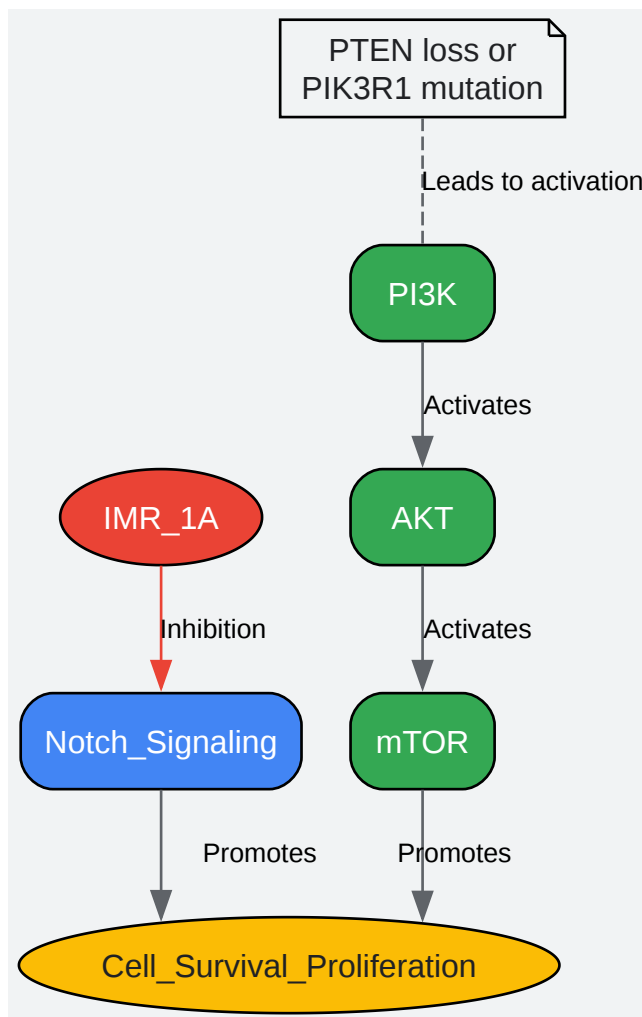 PTEN loss or
PIK3R1 mutation
Leads to activation
PI3K
Activates
IMR_1A
AKT
Inhibition
Activates
Notch_Signaling
mTOR
Promotes
Promotes
Cell_Survival_Proliferation